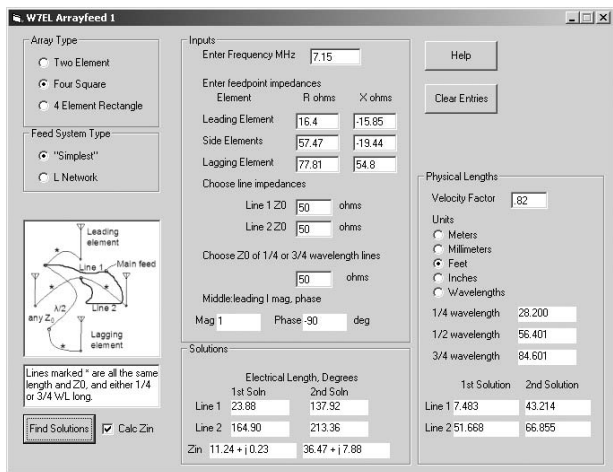 W7EL Arrayfeed 1
Array Type
Two Element
Four Square
4 Element Rectangle
Feed System Type
"Simplest"
L Network
Leading element
Line 1
Main feed
λ/2
Line 2
any Z0
Lagging element
Lines marked * are all the same length and Z0, and either 1/4 or 3/4 WL long.
Find Solutions
Calc Zin
Inputs
Enter Frequency MHz 7.15
Enter feedpoint impedances
Element R ohms X ohms
Leading Element 16.4 -15.85
Side Elements 57.47 -19.44
Lagging Element 77.81 54.8
Choose line impedances
Line 1 Z0 50 ohms
Line 2 Z0 50 ohms
Choose Z0 of 1/4 or 3/4 wavelength lines
50 ohms
Middle:leading I mag, phase
Mag 1 Phase -90 deg
Solutions
Electrical Length, Degrees
1st Soln 2nd Soln
Line 1 23.88 137.92
Line 2 164.90 213.36
Zin 11.24 + j 0.23 36.47 + j 7.88
Help
Clear Entries
Physical Lengths
Velocity Factor .82
Units
Meters
Millimeters
Feet
Inches
Wavelengths
1/4 wavelength 28.200
1/2 wavelength 56.401
3/4 wavelength 84.601
1st Solution 2nd Solution
Line 1 7.483 43.214
Line 2 51.668 66.855